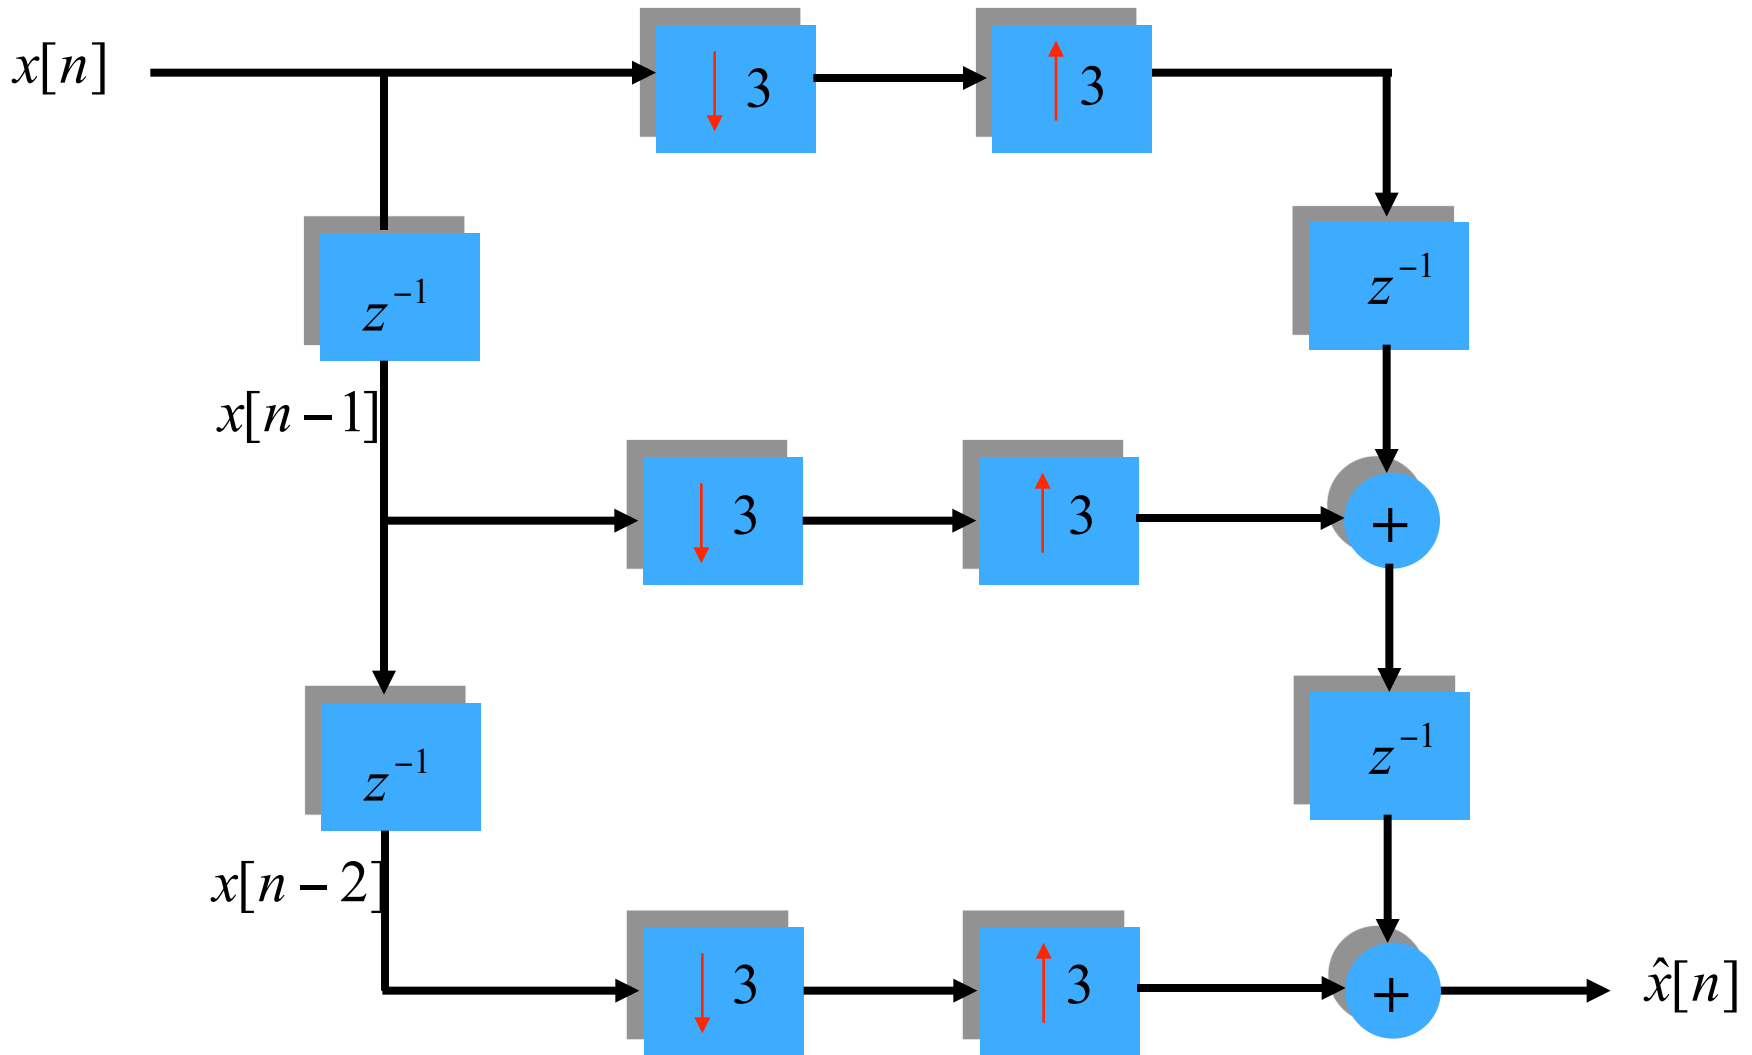 x[n]
↓ 3
↑ 3
z⁻¹
z⁻¹
x[n−1]
↓ 3
↑ 3
+
z⁻¹
z⁻¹
x[n−2]
↓ 3
↑ 3
+
x̂[n]